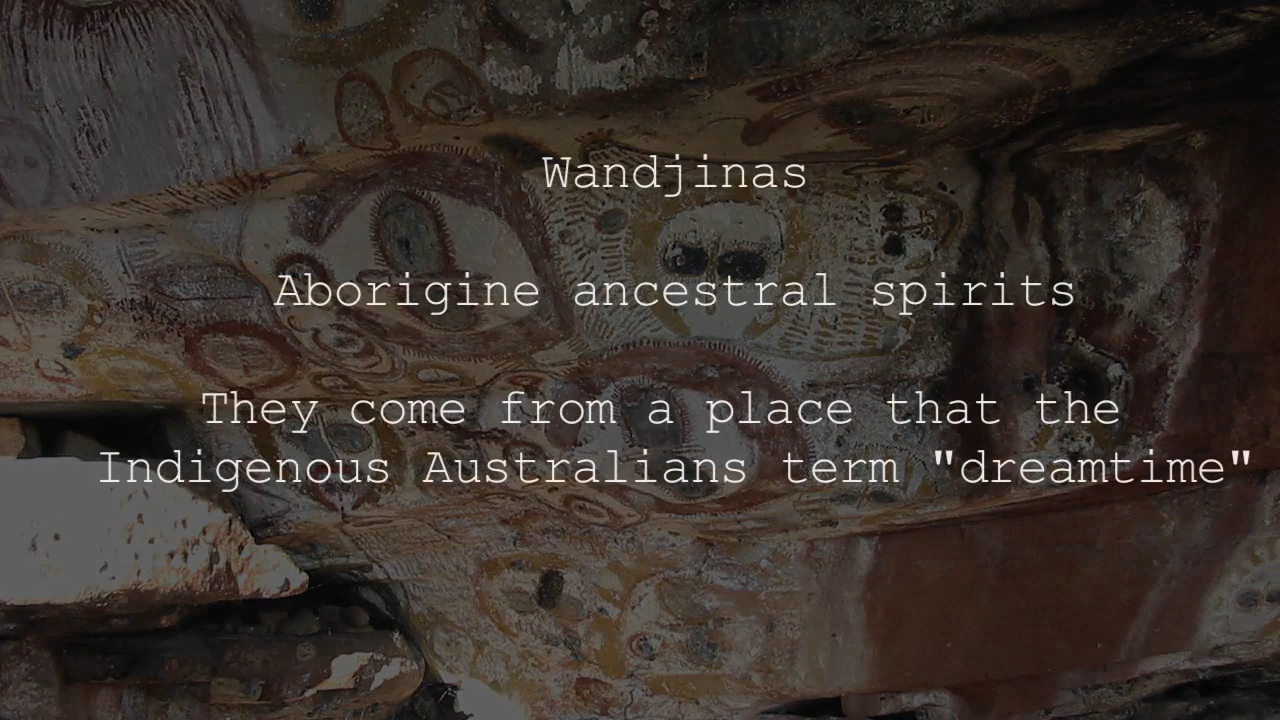 Wandjinas
Aborigine ancestral spirits
They come from a place that the
Indigenous Australians term "dreamtime"